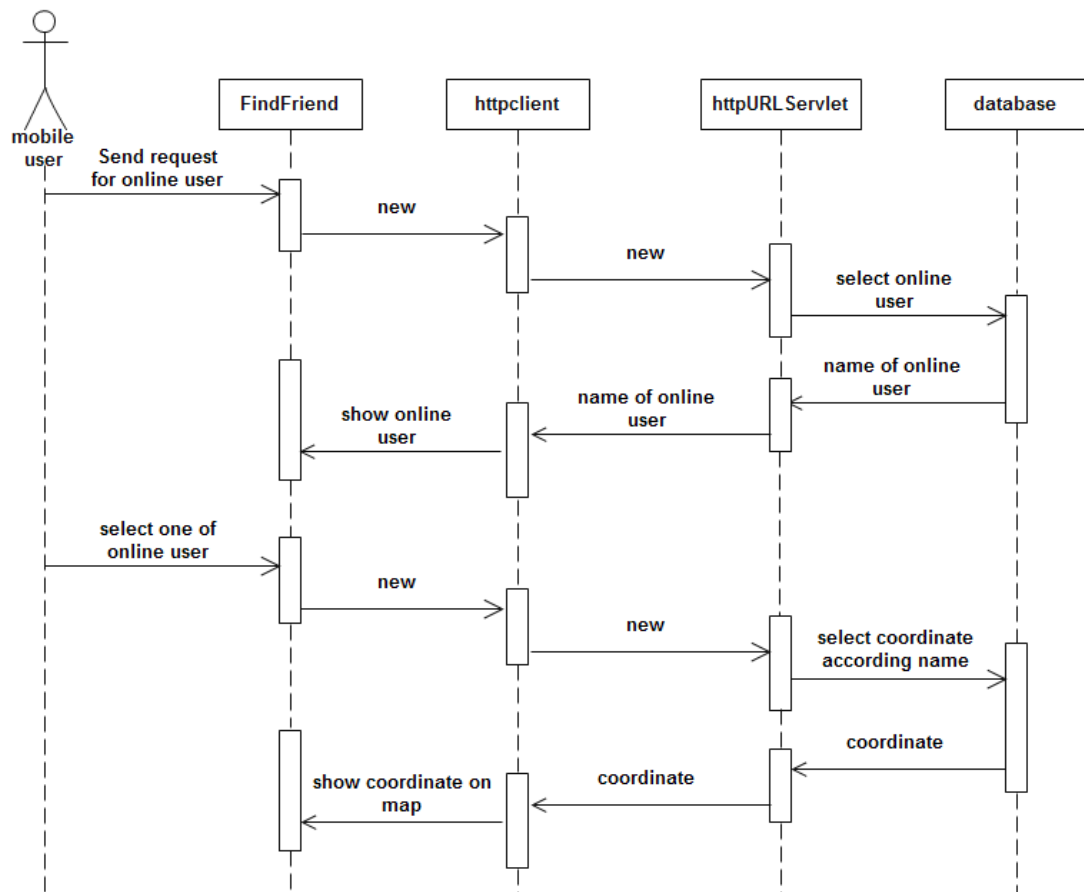 FindFriend
httpclient
httpURLServlet
database
mobile
user
Send request
for online user
new
new
select online
user
name of online
user
name of online
user
show online
user
select one of
online user
new
new
select coordinate
according name
coordinate
coordinate
show coordinate on
map